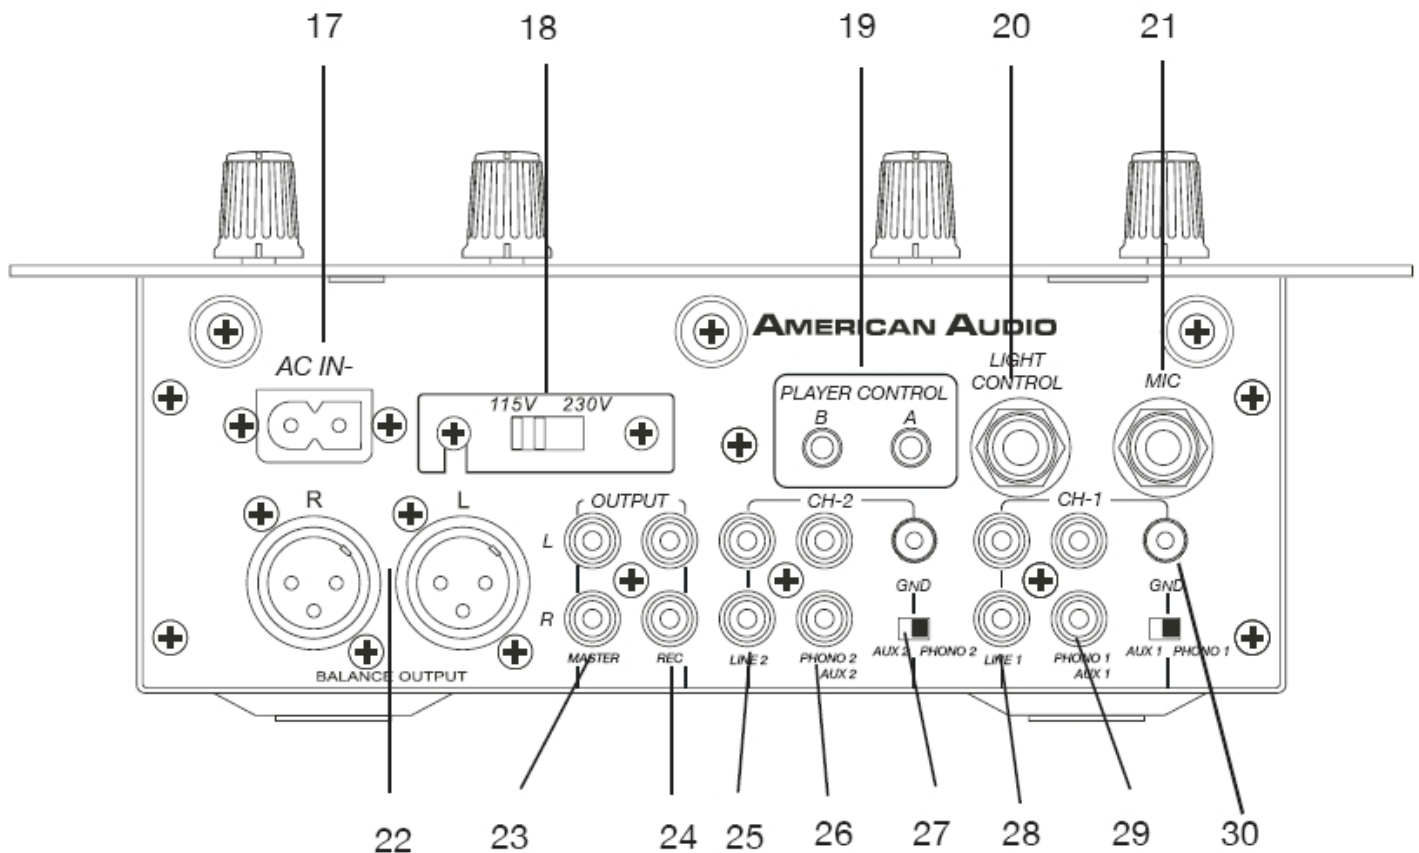 17 18 19 20 21
AMERICAN AUDIO
AC IN-
115V 230V
PLAYER CONTROL
B A
LIGHT
CONTROL
MIC
R L
OUTPUT
CH-2
CH-1
L
GND
GND
R
MASTER
REC
LINE 2
PHONO 2
AUX 2
AUX 2 PHONO 2
LINE 1
PHONO 1
AUX 1
AUX 1 PHONO 1
BALANCE OUTPUT
22 23 24 25 26 27 28 29 30